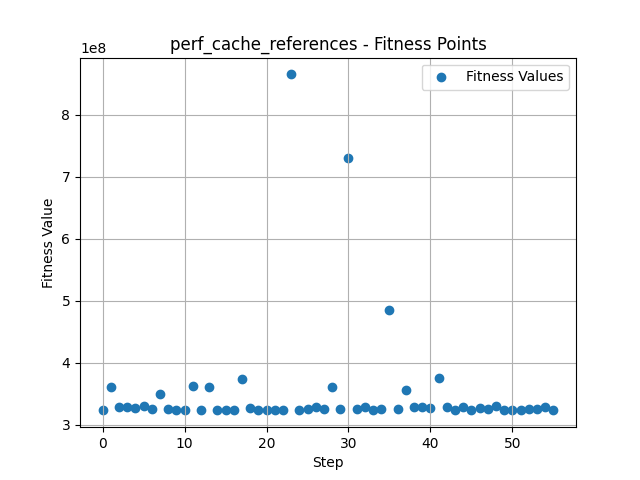 perf_cache_references - Fitness Points
1e8
Fitness Values
8
7
6
5
4
3
Fitness Value
0 10 20 30 40 50
Step